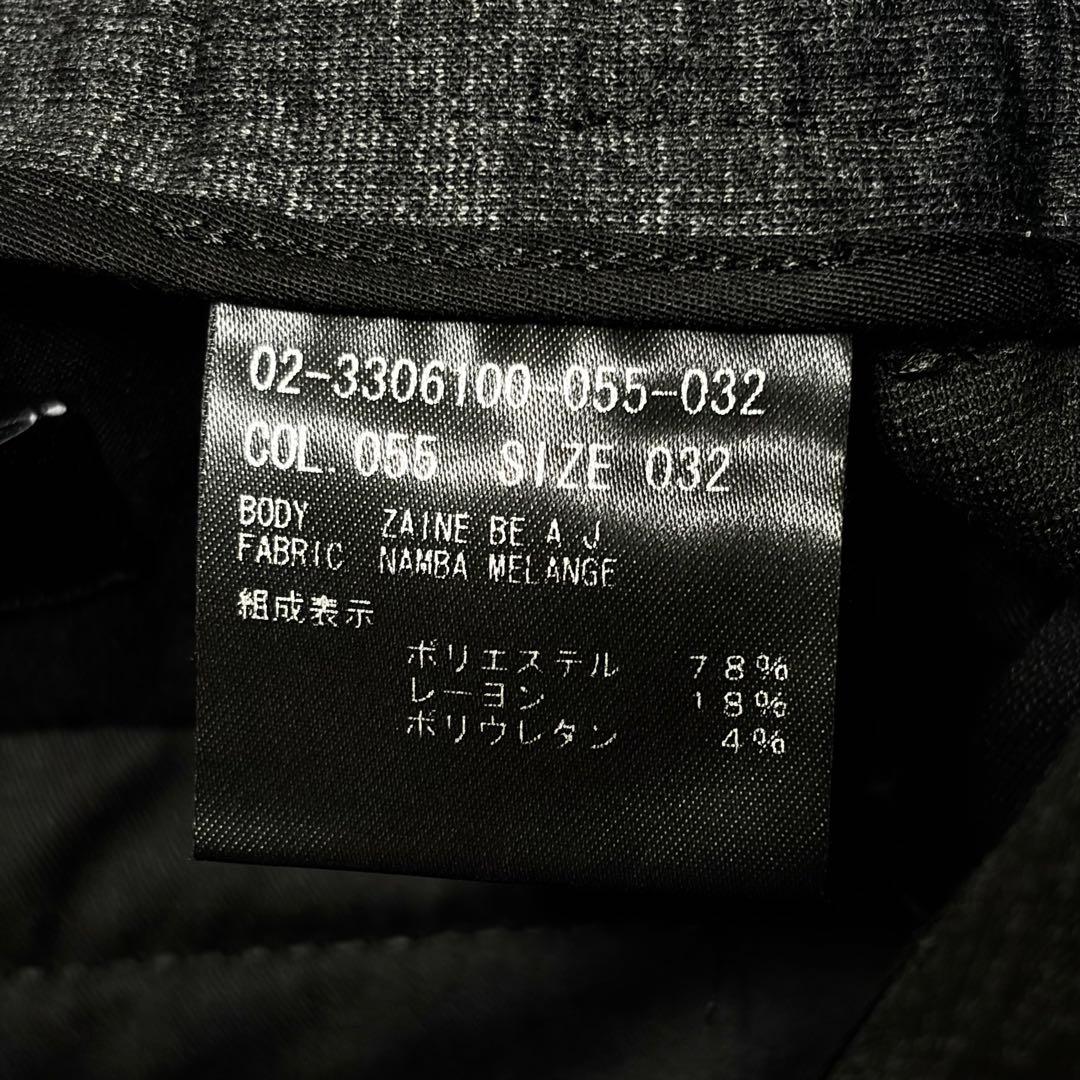 02-3306100-055-032
COL. 055 SIZE 032
BODY ZAINE BE A J
FABRIC NAMBA MELANGE
組成表示
ポリエステル 78%
レーヨン 18%
ポリウレタン 4%